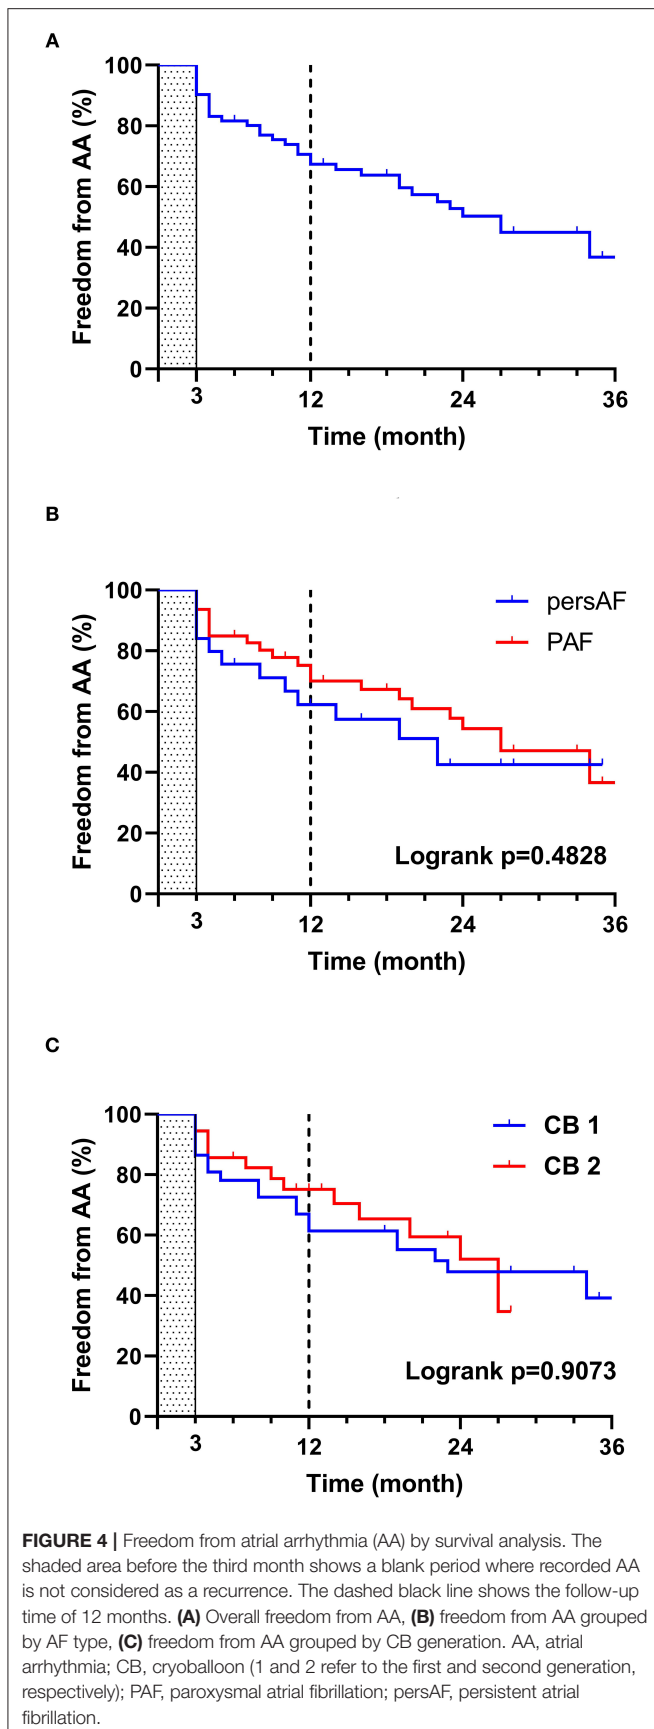 A
100
80
60
40
20
0
Freedom from AA (%)
3 12 24 36
Time (month)
B
100
80
60
40
20
0
Freedom from AA (%)
persAF
PAF
Logrank p=0.4828
3 12 24 36
Time (month)
C
100
80
60
40
20
0
Freedom from AA (%)
CB 1
CB 2
Logrank p=0.9073
3 12 24 36
Time (month)
FIGURE 4 | Freedom from atrial arrhythmia (AA) by survival analysis. The
shaded area before the third month shows a blank period where recorded AA
is not considered as a recurrence. The dashed black line shows the follow-up
time of 12 months. (A) Overall freedom from AA, (B) freedom from AA grouped
by AF type, (C) freedom from AA grouped by CB generation. AA, atrial
arrhythmia; CB, cryoballoon (1 and 2 refer to the first and second generation,
respectively); PAF, paroxysmal atrial fibrillation; persAF, persistent atrial
fibrillation.